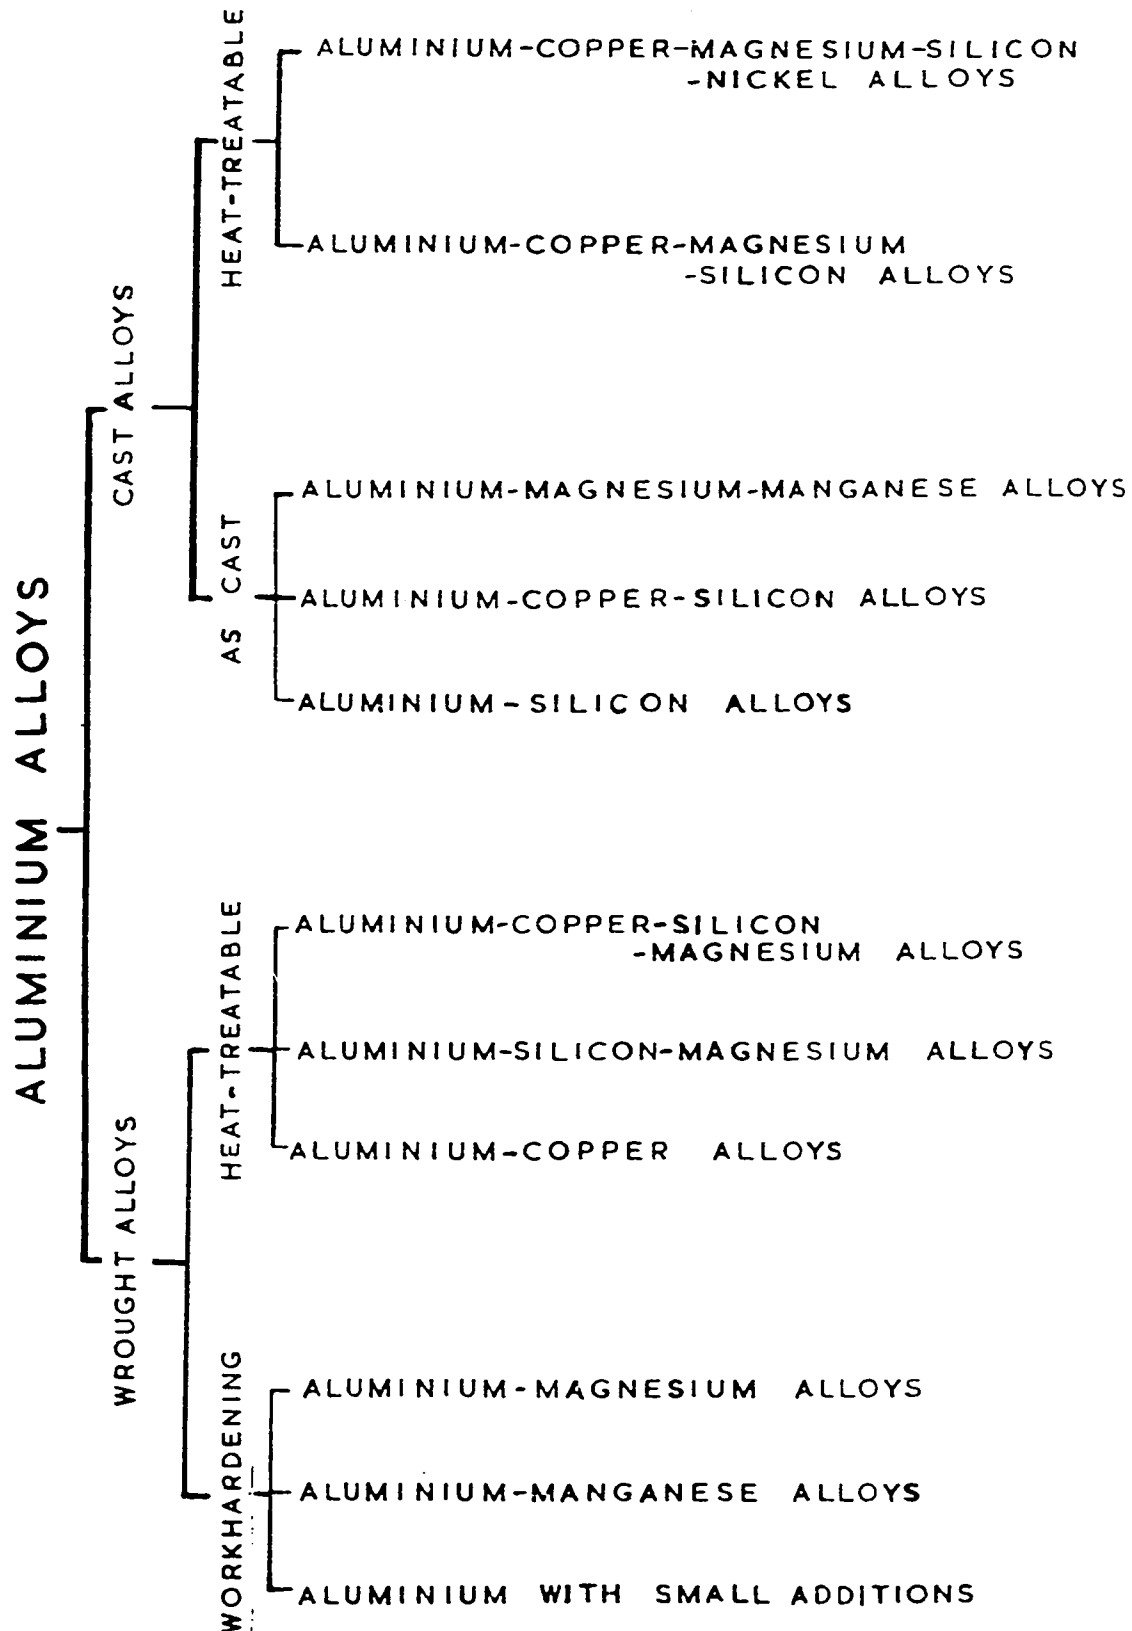 ALUMINIUM ALLOYS
CAST ALLOYS
HEAT-TREATABLE
ALUMINIUM-COPPER-MAGNESIUM-SILICON
-NICKEL ALLOYS
ALUMINIUM-COPPER-MAGNESIUM
-SILICON ALLOYS
AS CAST
ALUMINIUM-MAGNESIUM-MANGANESE ALLOYS
ALUMINIUM-COPPER-SILICON ALLOYS
ALUMINIUM-SILICON ALLOYS
WROUGHT ALLOYS
HEAT-TREATABLE
ALUMINIUM-COPPER-SILICON
-MAGNESIUM ALLOYS
ALUMINIUM-SILICON-MAGNESIUM ALLOYS
ALUMINIUM-COPPER ALLOYS
WORKHARDENING
ALUMINIUM-MAGNESIUM ALLOYS
ALUMINIUM-MANGANESE ALLOYS
ALUMINIUM WITH SMALL ADDITIONS